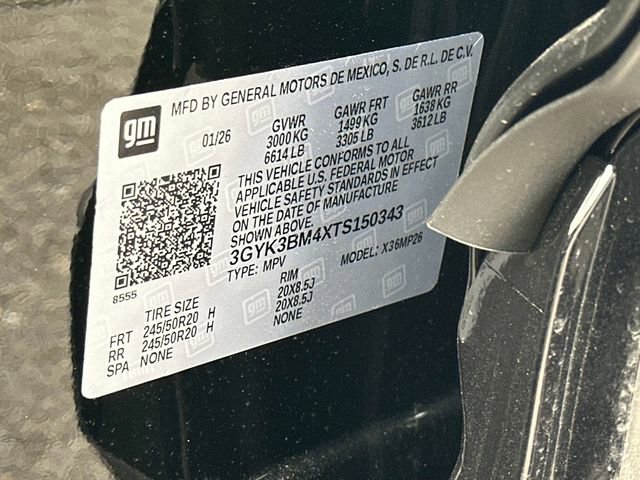 gm
MFD BY GENERAL MOTORS DE MEXICO, S. DE R.L. DE C.V.
01/26 GVWR GAWR FRT GAWR RR
3000 KG 1499 KG 1638 KG
6614 LB 3305 LB 3612 LB
THIS VEHICLE CONFORMS TO ALL
APPLICABLE U.S. FEDERAL MOTOR
VEHICLE SAFETY STANDARDS IN EFFECT
ON THE DATE OF MANUFACTURE
SHOWN ABOVE.
3GYK3BM4XTS150343
TYPE: MPV MODEL: X36MP26
8555
TIRE SIZE RIM
FRT 245/50R20 H 20X8.5J
RR 245/50R20 H 20X8.5J
SPA NONE NONE